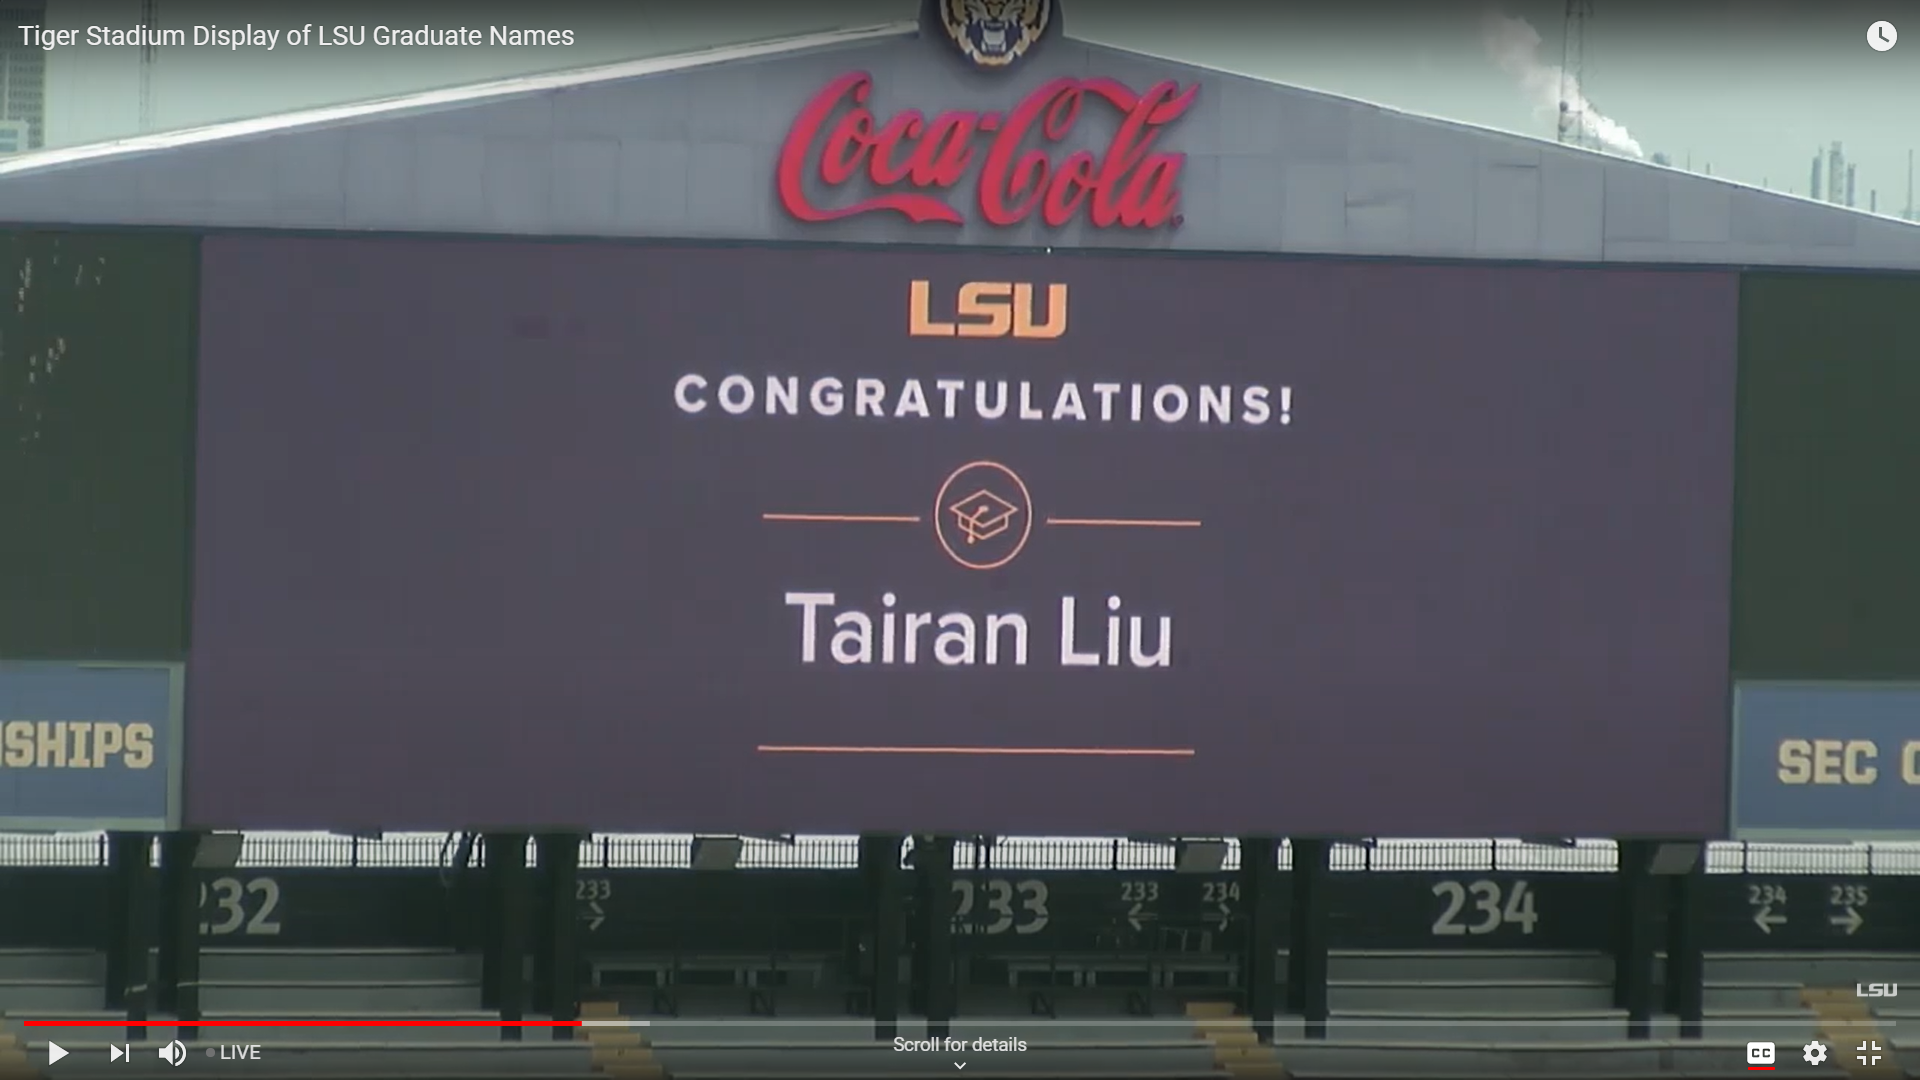 Tiger Stadium Display of LSU Graduate Names
Coca-Cola
LSU
CONGRATULATIONS!
Tairan Liu
SHIPS
SEC
232
233
233
233
234
234
234
235
LSU
LIVE
Scroll for details
CC